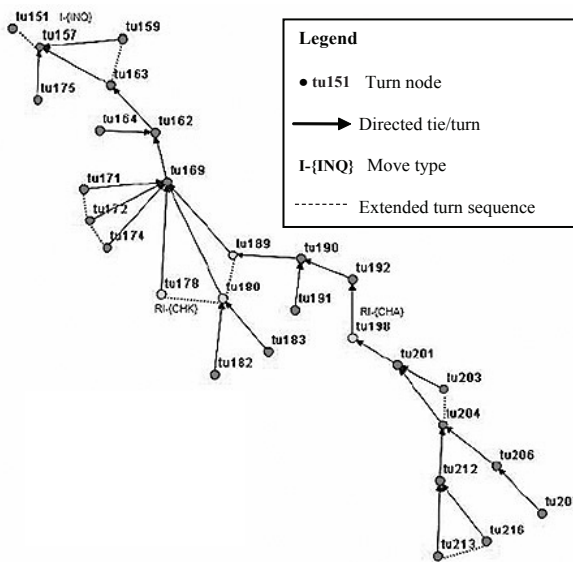 tu151 I-{INQ}
tu157
tu159
tu163
tu175
tu164
tu162
tu169
tu171
tu172
tu174
tu189
tu190
tu192
tu178
tu180
RI-{CHK}
tu191
RI-{CHA}
tu198
tu183
tu182
tu201
tu203
tu204
tu206
tu212
tu216
tu213
Legend
tu151 Turn node
Directed tie/turn
I-{INQ} Move type
Extended turn sequence